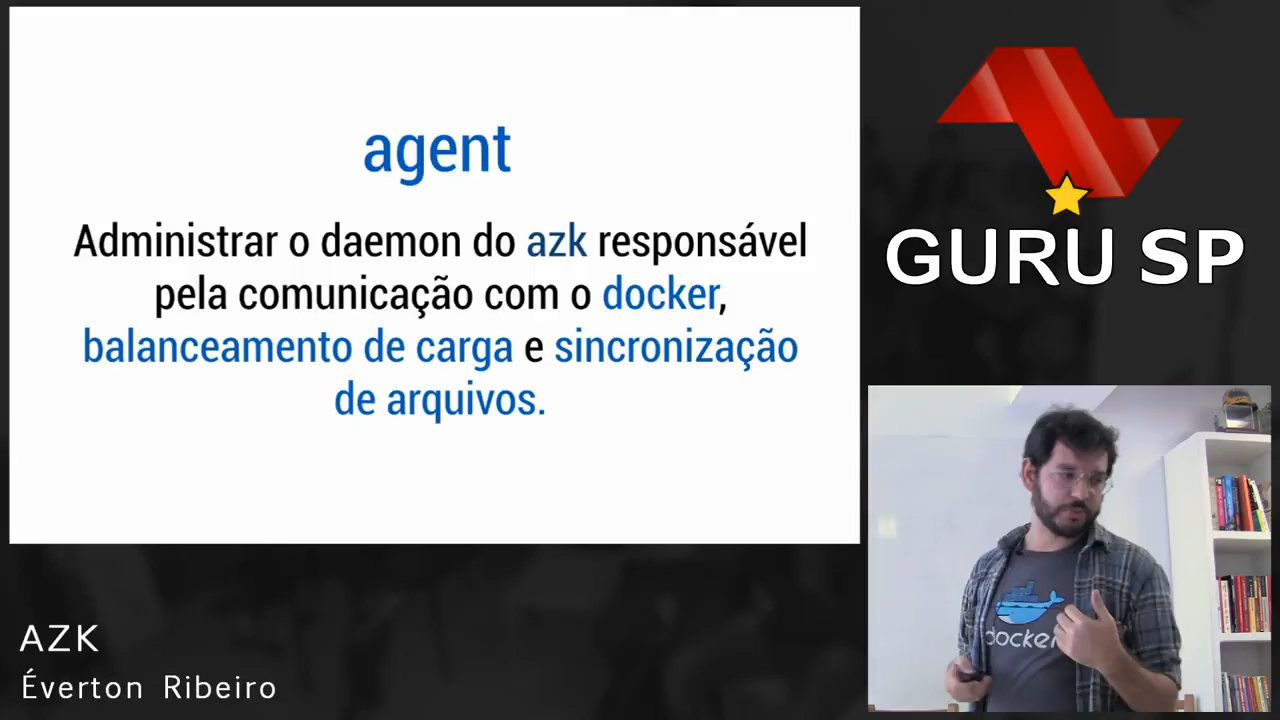 agent
Administrar o daemon do azk responsável
pela comunicação com o docker,
balanceamento de carga e sincronização
de arquivos.
GURU SP
docker
AZK
Éverton Ribeiro